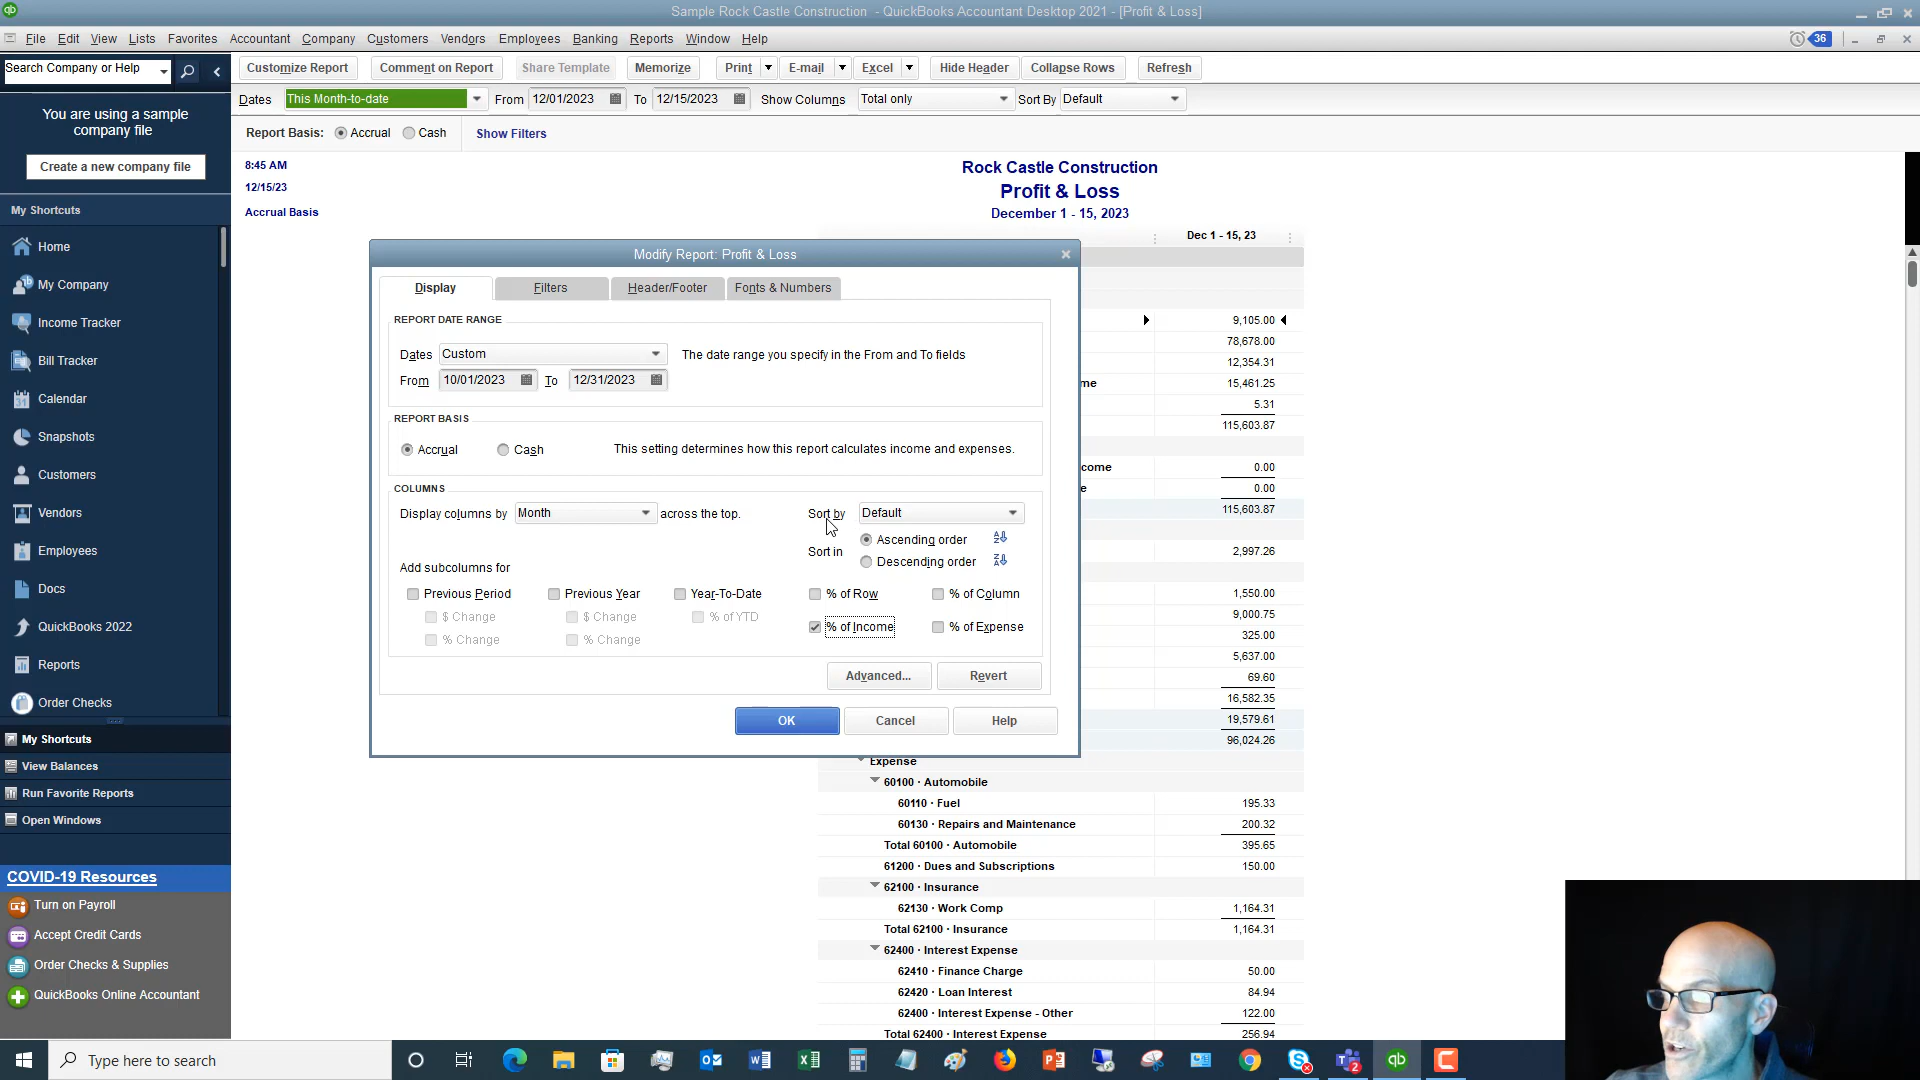 Sample Rock Castle Construction - QuickBooks Accountant Desktop 2021 - [Profit & Loss]
File Edit View Lists Favorites Accountant Company Customers Vendors Employees Banking Reports Window Help 36
Search Company or Help
Customize Report Comment on Report Share Template Memorize Print E-mail Excel Hide Header Collapse Rows Refresh
Dates This Month-to-date From 12/01/2023 To 12/15/2023 Show Columns Total only Sort By Default
Report Basis: Accrual Cash Show Filters
You are using a sample
company file
Create a new company file
My Shortcuts
Home
My Company
Income Tracker
Bill Tracker
Calendar
Snapshots
Customers
Vendors
Employees
Docs
QuickBooks 2022
Reports
Order Checks
My Shortcuts
View Balances
Run Favorite Reports
Open Windows
COVID-19 Resources
Turn on Payroll
Accept Credit Cards
Order Checks & Supplies
QuickBooks Online Accountant
8:45 AM
12/15/23
Accrual Basis
Rock Castle Construction
Profit & Loss
December 1 - 15, 2023
Dec 1 - 15, 23
Modify Report: Profit & Loss
Display Filters Header/Footer Fonts & Numbers
REPORT DATE RANGE
Dates Custom The date range you specify in the From and To fields
From 10/01/2023 To 12/31/2023
REPORT BASIS
Accrual Cash This setting determines how this report calculates income and expenses.
COLUMNS
Display columns by Month across the top. Sort by Default
Sort in Ascending order
Descending order
Add subcolumns for
Previous Period Previous Year Year-To-Date % of Row % of Column
$ Change $ Change % of YTD % of Income % of Expense
% Change % Change
Advanced... Revert
OK Cancel Help
9,105.00
78,678.00
12,354.31
me 15,461.25
5.31
115,603.87
come 0.00
e 0.00
115,603.87
2,997.26
1,550.00
9,000.75
325.00
5,637.00
69.60
16,582.35
19,579.61
96,024.26
Expense
60100 · Automobile
60110 · Fuel 195.33
60130 · Repairs and Maintenance 200.32
Total 60100 · Automobile 395.65
61200 · Dues and Subscriptions 150.00
62100 · Insurance
62130 · Work Comp 1,164.31
Total 62100 · Insurance 1,164.31
62400 · Interest Expense
62410 · Finance Charge 50.00
62420 · Loan Interest 84.94
62400 · Interest Expense - Other 122.00
Total 62400 · Interest Expense 256.94
Type here to search